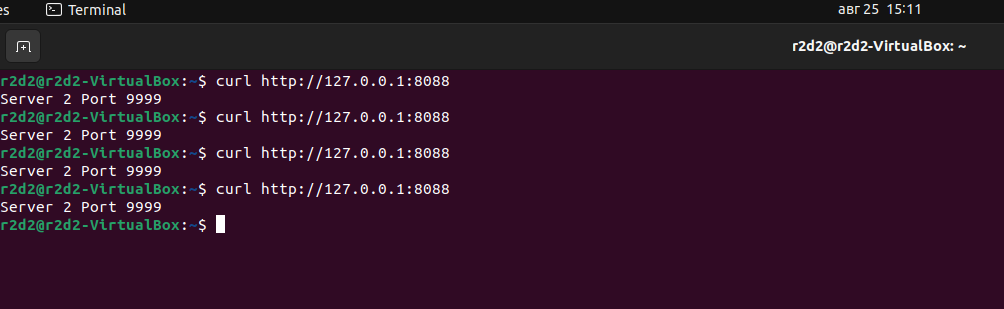 es Terminal авг 25 15:11
r2d2@r2d2-VirtualBox: ~
r2d2@r2d2-VirtualBox:~$ curl http://127.0.0.1:8088
Server 2 Port 9999
r2d2@r2d2-VirtualBox:~$ curl http://127.0.0.1:8088
Server 2 Port 9999
r2d2@r2d2-VirtualBox:~$ curl http://127.0.0.1:8088
Server 2 Port 9999
r2d2@r2d2-VirtualBox:~$ curl http://127.0.0.1:8088
Server 2 Port 9999
r2d2@r2d2-VirtualBox:~$